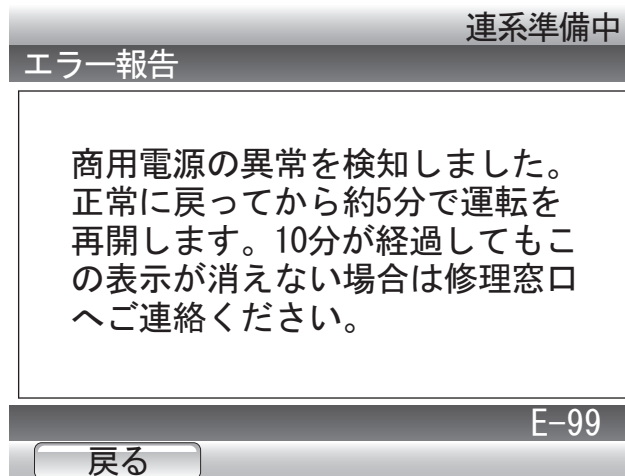 連系準備中
エラー報告
商用電源の異常を検知しました。
正常に戻ってから約5分で運転を
再開します。10分が経過してもこ
の表示が消えない場合は修理窓口
へご連絡ください。
E-99
戻る